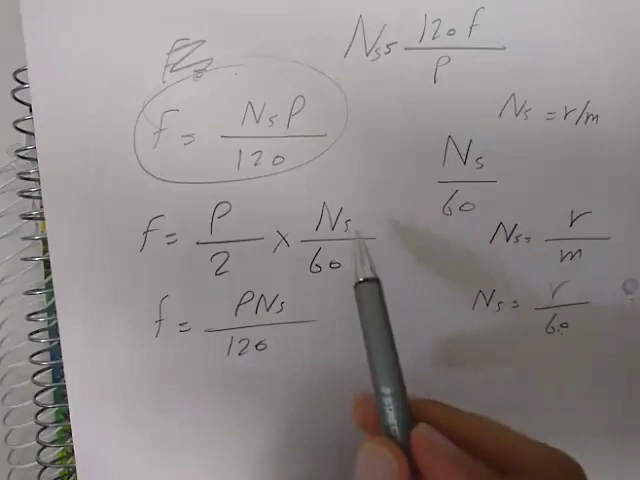 Ns = 120f / P
f = NsP / 120
Ns = r/m
Ns / 60
f = P / 2 × Ns / 60
Ns = r / m
Ns = r / 60
f = PNs / 120